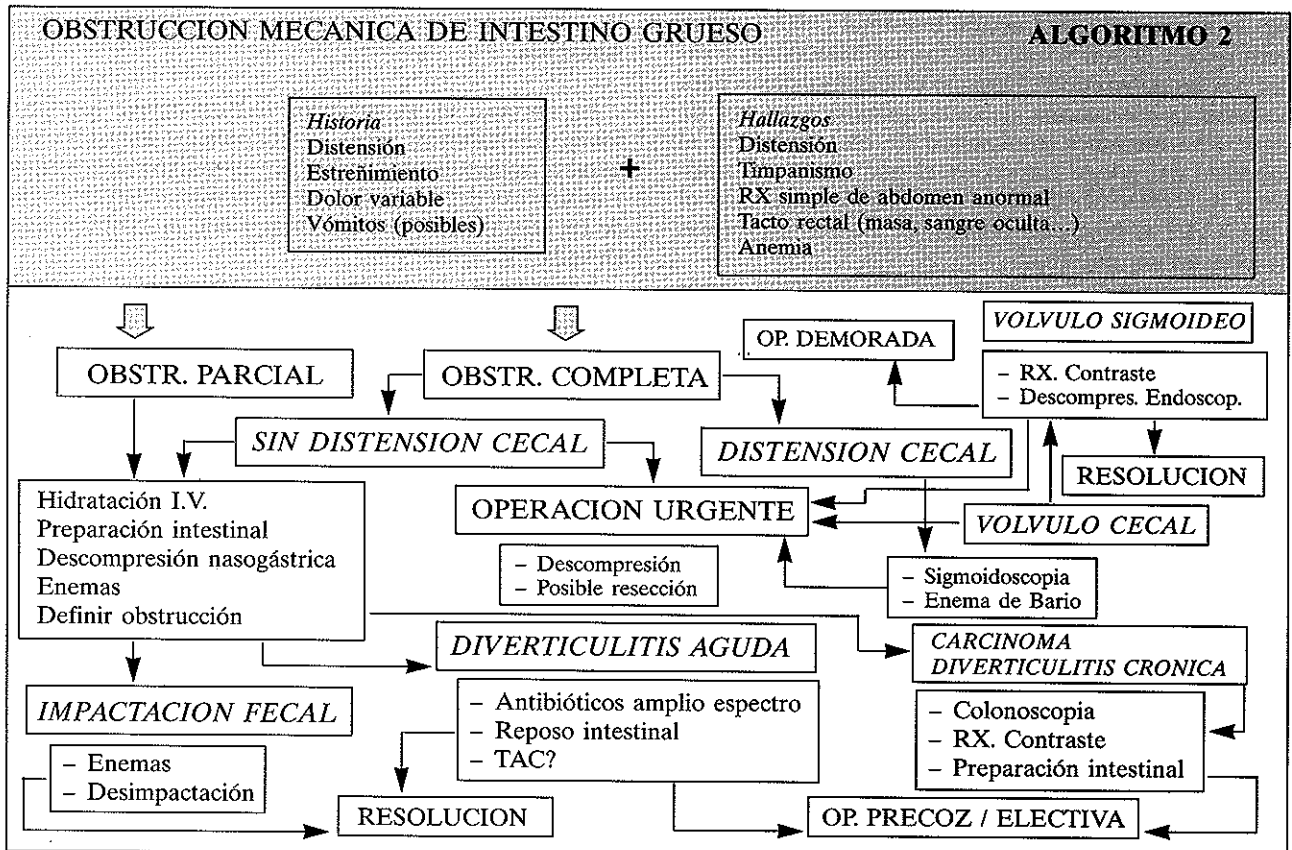 OBSTRUCCION MECANICA DE INTESTINO GRUESO
ALGORITMO 2
Historia
Distensión
Estreñimiento
Dolor variable
Vómitos (posibles)
+
Hallazgos
Distensión
Timpanismo
RX simple de abdomen anormal
Tacto rectal (masa, sangre oculta...)
Anemia
OBSTR. PARCIAL
OBSTR. COMPLETA
OP. DEMORADA
VOLVULO SIGMOIDEO
– RX. Contraste
– Descompres. Endoscop.
SIN DISTENSION CECAL
DISTENSION CECAL
RESOLUCION
Hidratación I.V.
Preparación intestinal
Descompresión nasogástrica
Enemas
Definir obstrucción
OPERACION URGENTE
VOLVULO CECAL
– Descompresión
– Posible resección
– Sigmoidoscopia
– Enema de Bario
DIVERTICULITIS AGUDA
CARCINOMA
DIVERTICULITIS CRONICA
IMPACTACION FECAL
– Antibióticos amplio espectro
– Reposo intestinal
– TAC?
– Colonoscopia
– RX. Contraste
– Preparación intestinal
– Enemas
– Desimpactación
RESOLUCION
OP. PRECOZ / ELECTIVA